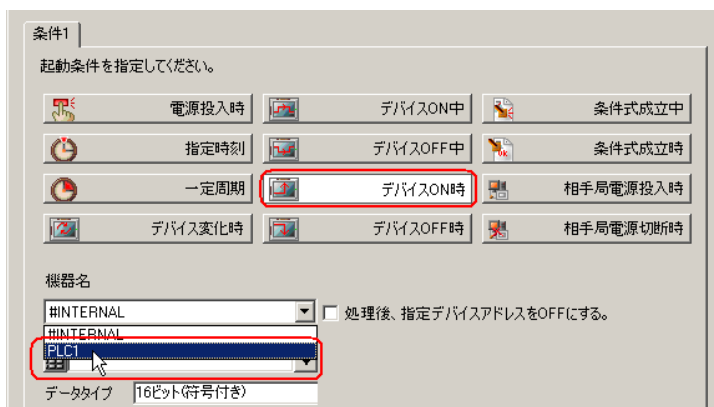 条件1
起動条件を指定してください。
電源投入時 デバイスON中 条件式成立中
指定時刻 デバイスOFF中 条件式成立時
一定周期 デバイスON時 相手局電源投入時
デバイス変化時 デバイスOFF時 相手局電源切断時
機器名
#INTERNAL 処理後、指定デバイスアドレスをOFFにする。
#INTERNAL
PLC1
データタイプ 16ビット(符号付き)